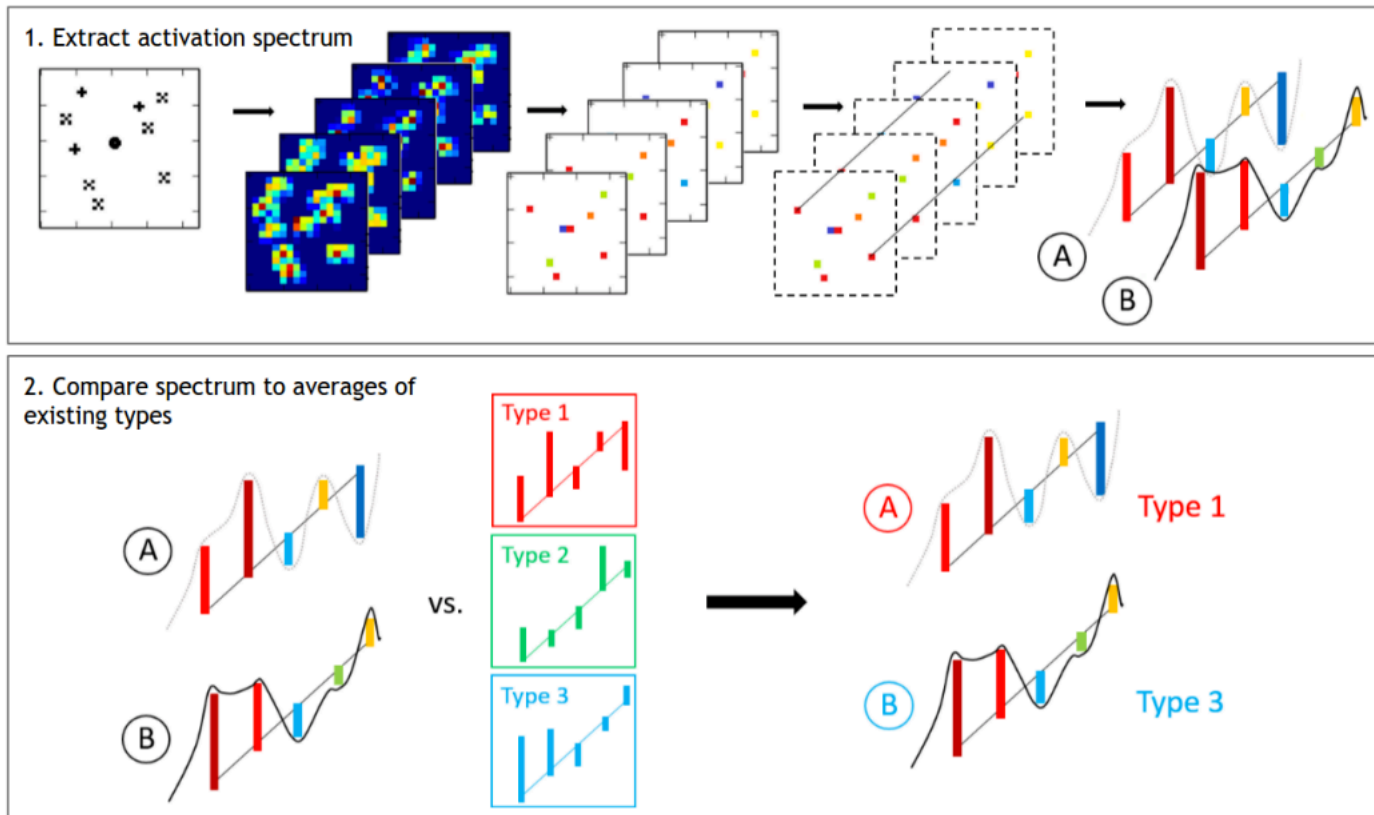 1. Extract activation spectrum
A
B
2. Compare spectrum to averages of
existing types
Type 1
A
Type 1
Type 2
A
vs.
Type 3
B
Type 3
B